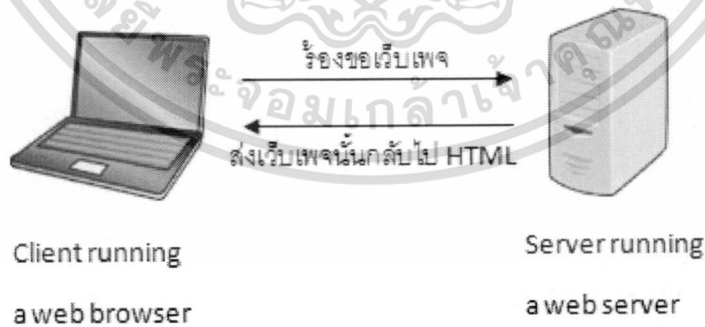 ร้องขอเว็บเพจ
ส่งเว็บเพจนั้นกลับไป HTML
Client running
a web browser
Server running
a web server